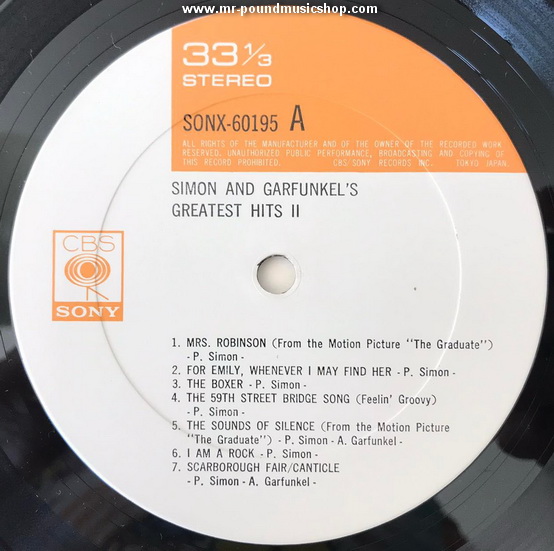 www.mr-poundmusicshop.com
33 1/3
STEREO
SONX-60195 A
ALL RIGHTS OF THE MANUFACTURER AND OF THE OWNER OF THE RECORDED WORK
RESERVED. UNAUTHORIZED PUBLIC PERFORMANCE, BROADCASTING AND COPYING OF
THIS RECORD PROHIBITED. CBS/SONY RECORDS INC. TOKYO JAPAN.
SIMON AND GARFUNKEL'S
GREATEST HITS II
CBS
SONY
1. MRS. ROBINSON (From the Motion Picture "The Graduate")
- P. Simon -
2. FOR EMILY, WHENEVER I MAY FIND HER - P. Simon -
3. THE BOXER - P. Simon -
4. THE 59TH STREET BRIDGE SONG (Feelin' Groovy)
- P. Simon -
5. THE SOUNDS OF SILENCE (From the Motion Picture
"The Graduate") - P. Simon - A. Garfunkel -
6. I AM A ROCK - P. Simon -
7. SCARBOROUGH FAIR/CANTICLE
- P. Simon - A. Garfunkel -